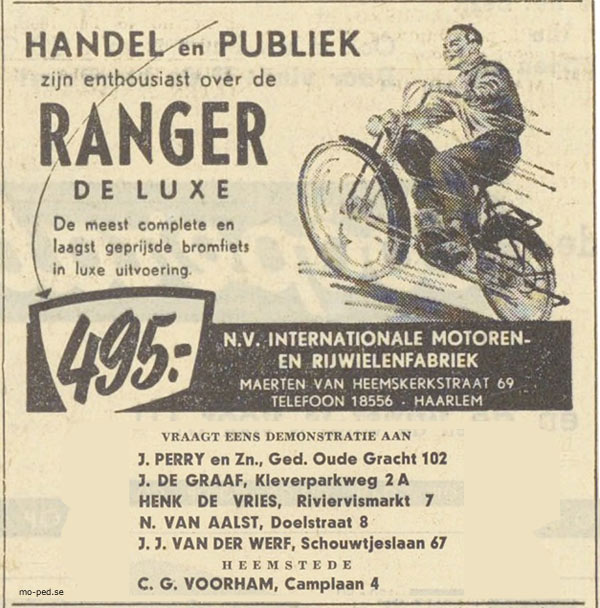 HANDEL en PUBLIEK
zijn enthousiast over de
RANGER
DE LUXE
De meest complete en
laagst geprijsde bromfiets
in luxe uitvoering.
495.-
N.V. INTERNATIONALE MOTOREN-
EN RIJWIELENFABRIEK
MAERTEN VAN HEEMSKERKSTRAAT 69
TELEFOON 18556 - HAARLEM
VRAAGT EENS DEMONSTRATIE AAN
J. PERRY en Zn., Ged. Oude Gracht 102
J. DE GRAAF, Kleverparkweg 2 A
HENK DE VRIES, Riviervismarkt 7
N. VAN AALST, Doelstraat 8
J. J. VAN DER WERF, Schouwtjeslaan 67
HEEMSTEDE
C. G. VOORHAM, Camplaan 4
mo-ped.se